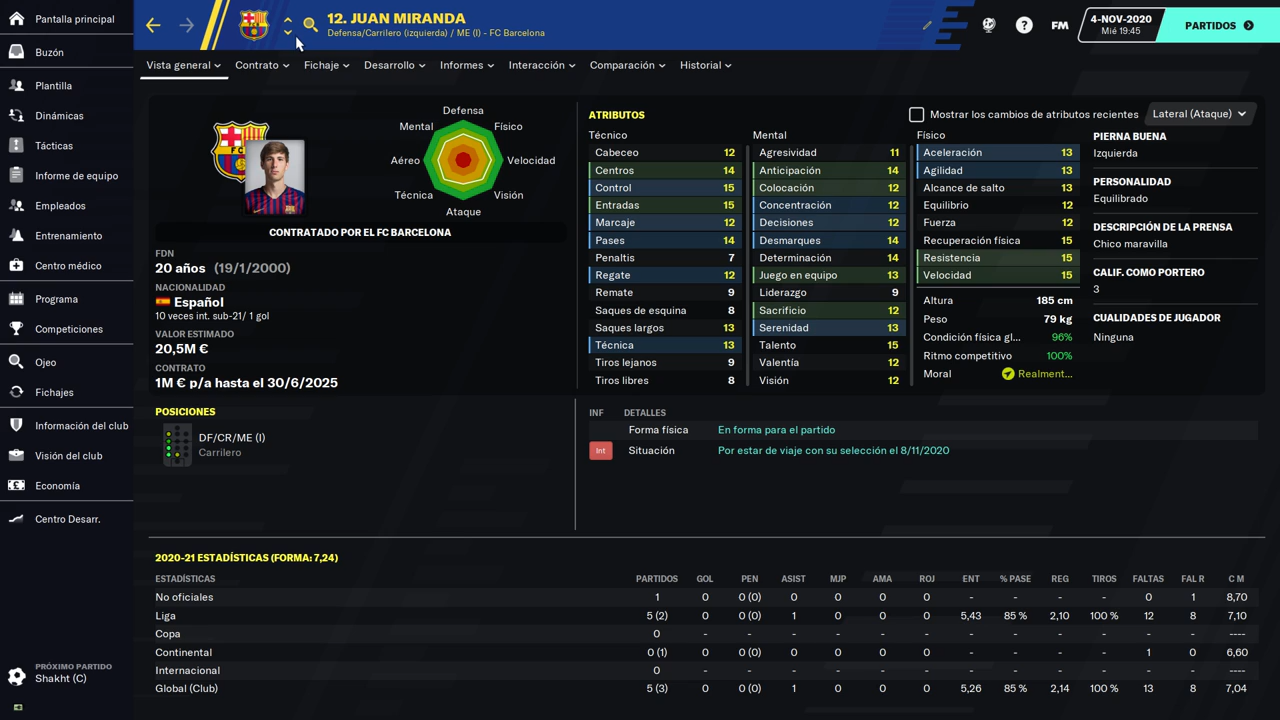 Pantalla principal
Buzón
Plantilla
Dinámicas
Tácticas
Informe de equipo
Empleados
Entrenamiento
Centro médico
Programa
Competiciones
Ojeo
Fichajes
Información del club
Visión del club
Economía
Centro Desarr.
PRÓXIMO PARTIDO
Shakht (C)
12. JUAN MIRANDA
Defensa/Carrilero (izquierda) / ME (I) - FC Barcelona
? FM
4-NOV-2020
Mié 19:45
PARTIDOS
Vista general Contrato Fichaje Desarrollo Informes Interacción Comparación Historial
Defensa
Mental Físico
Aéreo Velocidad
Técnica Visión
Ataque
CONTRATADO POR EL FC BARCELONA
FDN
20 años (19/1/2000)
NACIONALIDAD
Español
10 veces int. sub-21/ 1 gol
VALOR ESTIMADO
20,5M €
CONTRATO
1M € p/a hasta el 30/6/2025
ATRIBUTOS
Mostrar los cambios de atributos recientes
Lateral (Ataque)
Técnico
Cabeceo 12
Centros 14
Control 15
Entradas 15
Marcaje 12
Pases 14
Penaltis 7
Regate 12
Remate 9
Saques de esquina 8
Saques largos 13
Técnica 13
Tiros lejanos 9
Tiros libres 8
Mental
Agresividad 11
Anticipación 14
Colocación 12
Concentración 12
Decisiones 12
Desmarques 14
Determinación 14
Juego en equipo 13
Liderazgo 9
Sacrificio 12
Serenidad 13
Talento 15
Valentía 12
Visión 12
Físico
Aceleración 13
Agilidad 13
Alcance de salto 13
Equilibrio 12
Fuerza 12
Recuperación física 15
Resistencia 15
Velocidad 15
Altura 185 cm
Peso 79 kg
Condición física gl... 96%
Ritmo competitivo 100%
Moral Realment...
PIERNA BUENA
Izquierda
PERSONALIDAD
Equilibrado
DESCRIPCIÓN DE LA PRENSA
Chico maravilla
CALIF. COMO PORTERO
3
CUALIDADES DE JUGADOR
Ninguna
POSICIONES
DF/CR/ME (I)
Carrilero
INF DETALLES
Forma física En forma para el partido
Int Situación Por estar de viaje con su selección el 8/11/2020
2020-21 ESTADÍSTICAS (FORMA: 7,24)
ESTADÍSTICAS PARTIDOS GOL PEN ASIST MJP AMA ROJ ENT % PASE REG TIROS FALTAS FAL R C M
No oficiales 1 0 0 (0) 0 0 0 0 - - - - 0 1 8,70
Liga 5 (2) 0 0 (0) 1 0 0 0 5,43 85 % 2,10 100 % 12 8 7,10
Copa 0 - - - - - - - - - - - - ----
Continental 0 (1) 0 0 (0) 0 0 0 0 - - - - 1 0 6,60
Internacional 0 - - - - - - - - - - - - ----
Global (Club) 5 (3) 0 0 (0) 1 0 0 0 5,26 85 % 2,14 100 % 13 8 7,04